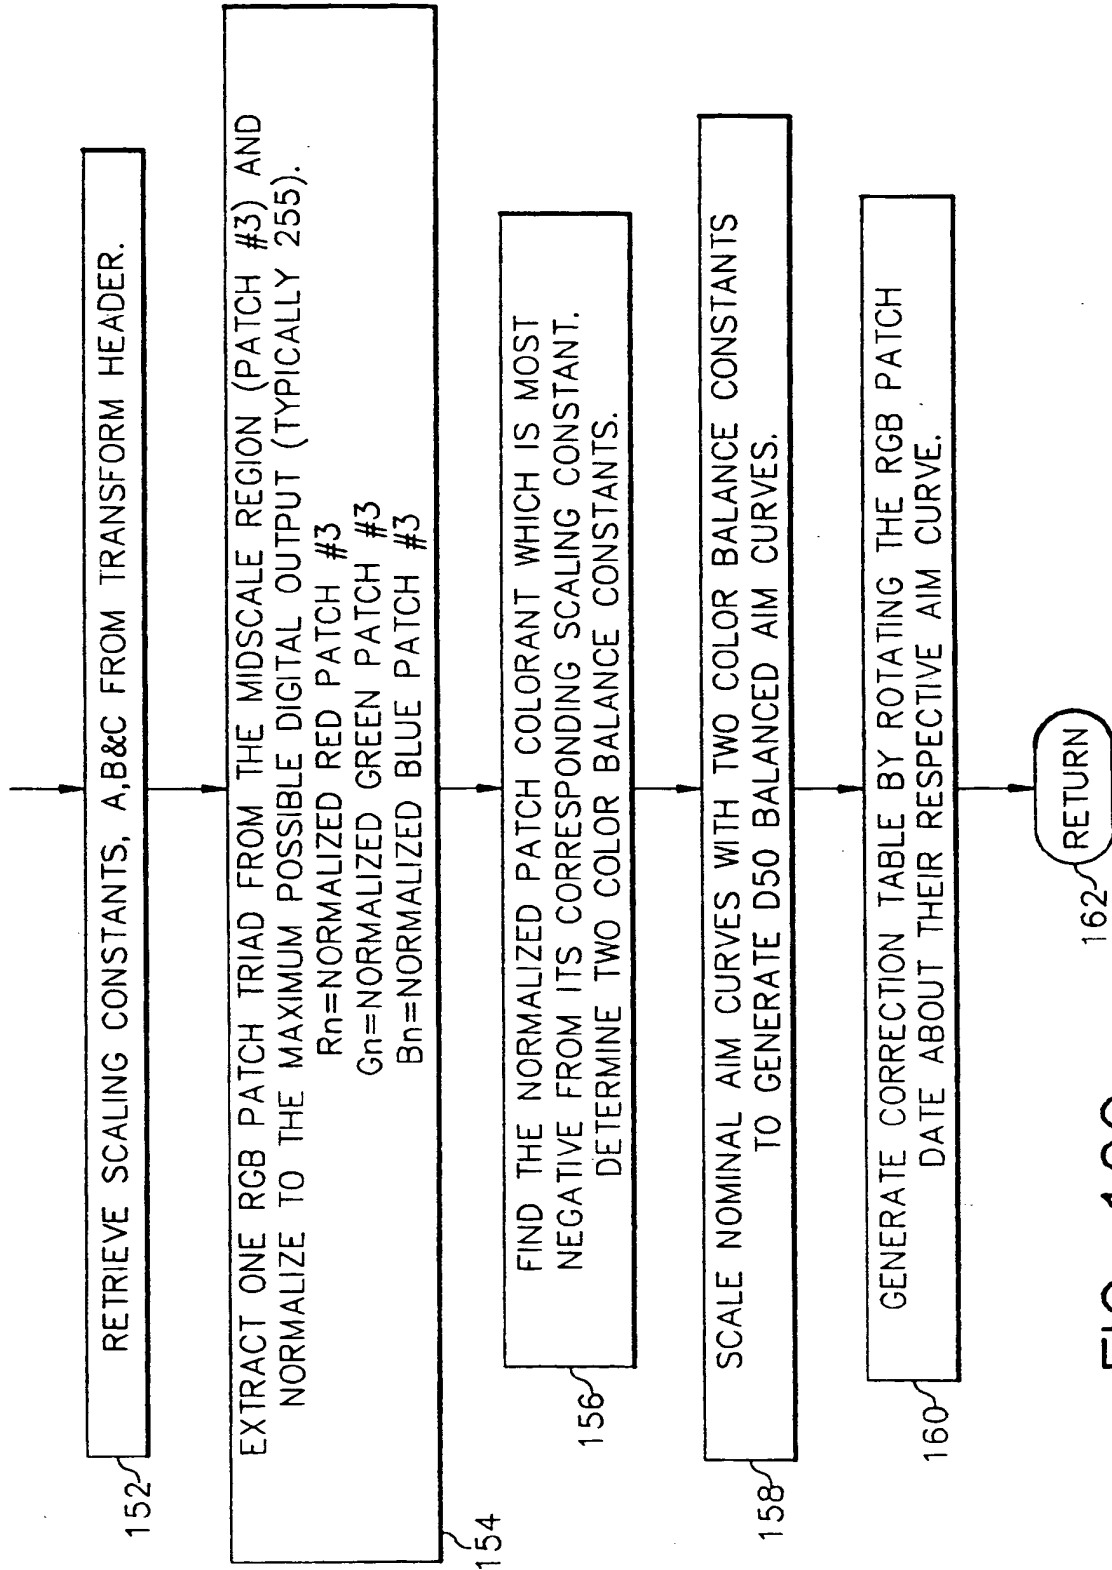 RETRIEVE SCALING CONSTANTS, A,B&C FROM TRANSFORM HEADER.
152
EXTRACT ONE RGB PATCH TRIAD FROM THE MIDSCALE REGION (PATCH #3) AND
NORMALIZE TO THE MAXIMUM POSSIBLE DIGITAL OUTPUT (TYPICALLY 255).
Rn=NORMALIZED RED PATCH #3
Gn=NORMALIZED GREEN PATCH #3
Bn=NORMALIZED BLUE PATCH #3
154
FIND THE NORMALIZED PATCH COLORANT WHICH IS MOST
NEGATIVE FROM ITS CORRESPONDING SCALING CONSTANT.
DETERMINE TWO COLOR BALANCE CONSTANTS.
156
SCALE NOMINAL AIM CURVES WITH TWO COLOR BALANCE CONSTANTS
TO GENERATE D50 BALANCED AIM CURVES.
158
GENERATE CORRECTION TABLE BY ROTATING THE RGB PATCH
DATE ABOUT THEIR RESPECTIVE AIM CURVE.
160
RETURN
162